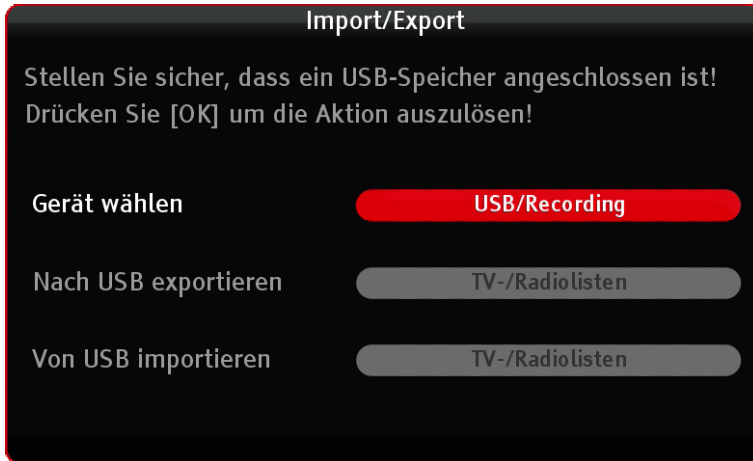 Import/Export
Stellen Sie sicher, dass ein USB-Speicher angeschlossen ist!
Drücken Sie [OK] um die Aktion auszulösen!
Gerät wählen USB/Recording
Nach USB exportieren TV-/Radiolisten
Von USB importieren TV-/Radiolisten